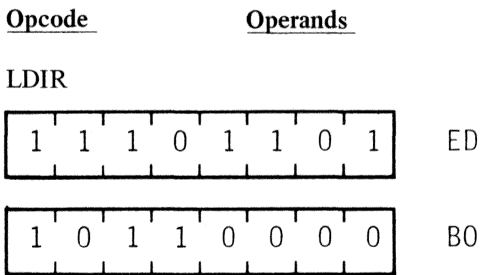 Opcode Operands
LDIR
1 1 1 0 1 1 0 1 ED
1 0 1 1 0 0 0 0 B0